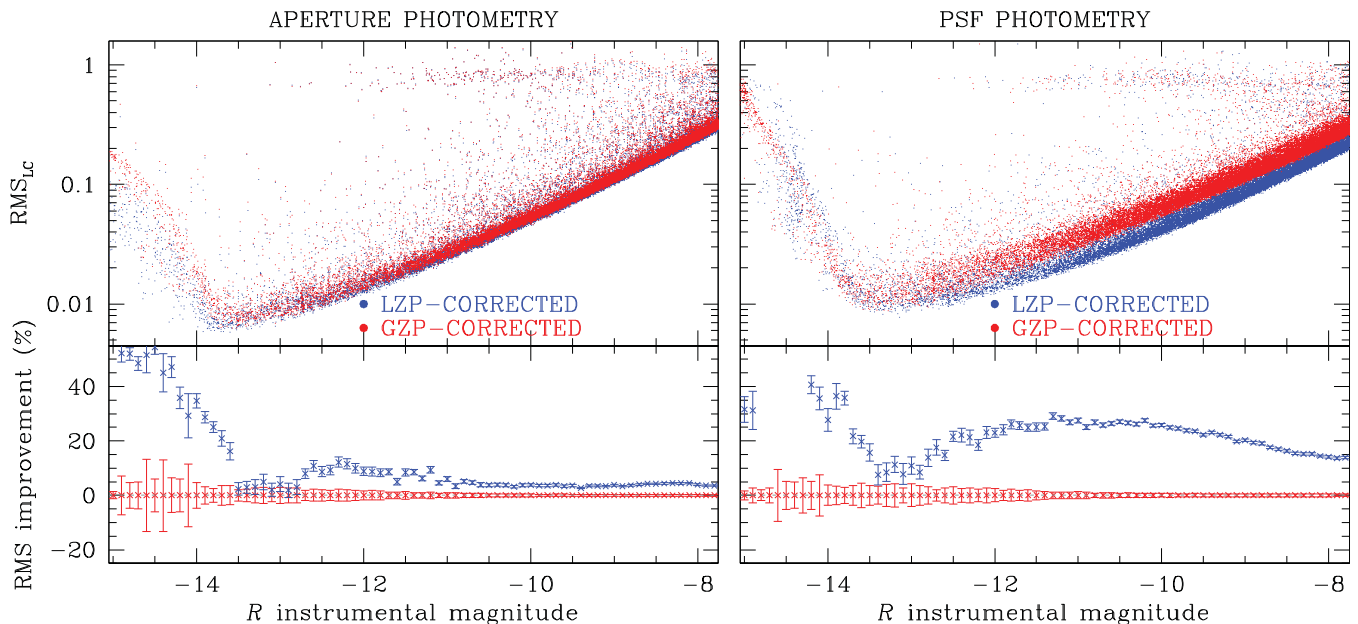 APERTURE PHOTOMETRY
PSF PHOTOMETRY
RMS_LC
1
0.1
0.01
LZP-CORRECTED
GZP-CORRECTED
LZP-CORRECTED
GZP-CORRECTED
RMS improvement (%)
40
20
0
-20
-14
-12
-10
-8
-14
-12
-10
-8
R instrumental magnitude
R instrumental magnitude